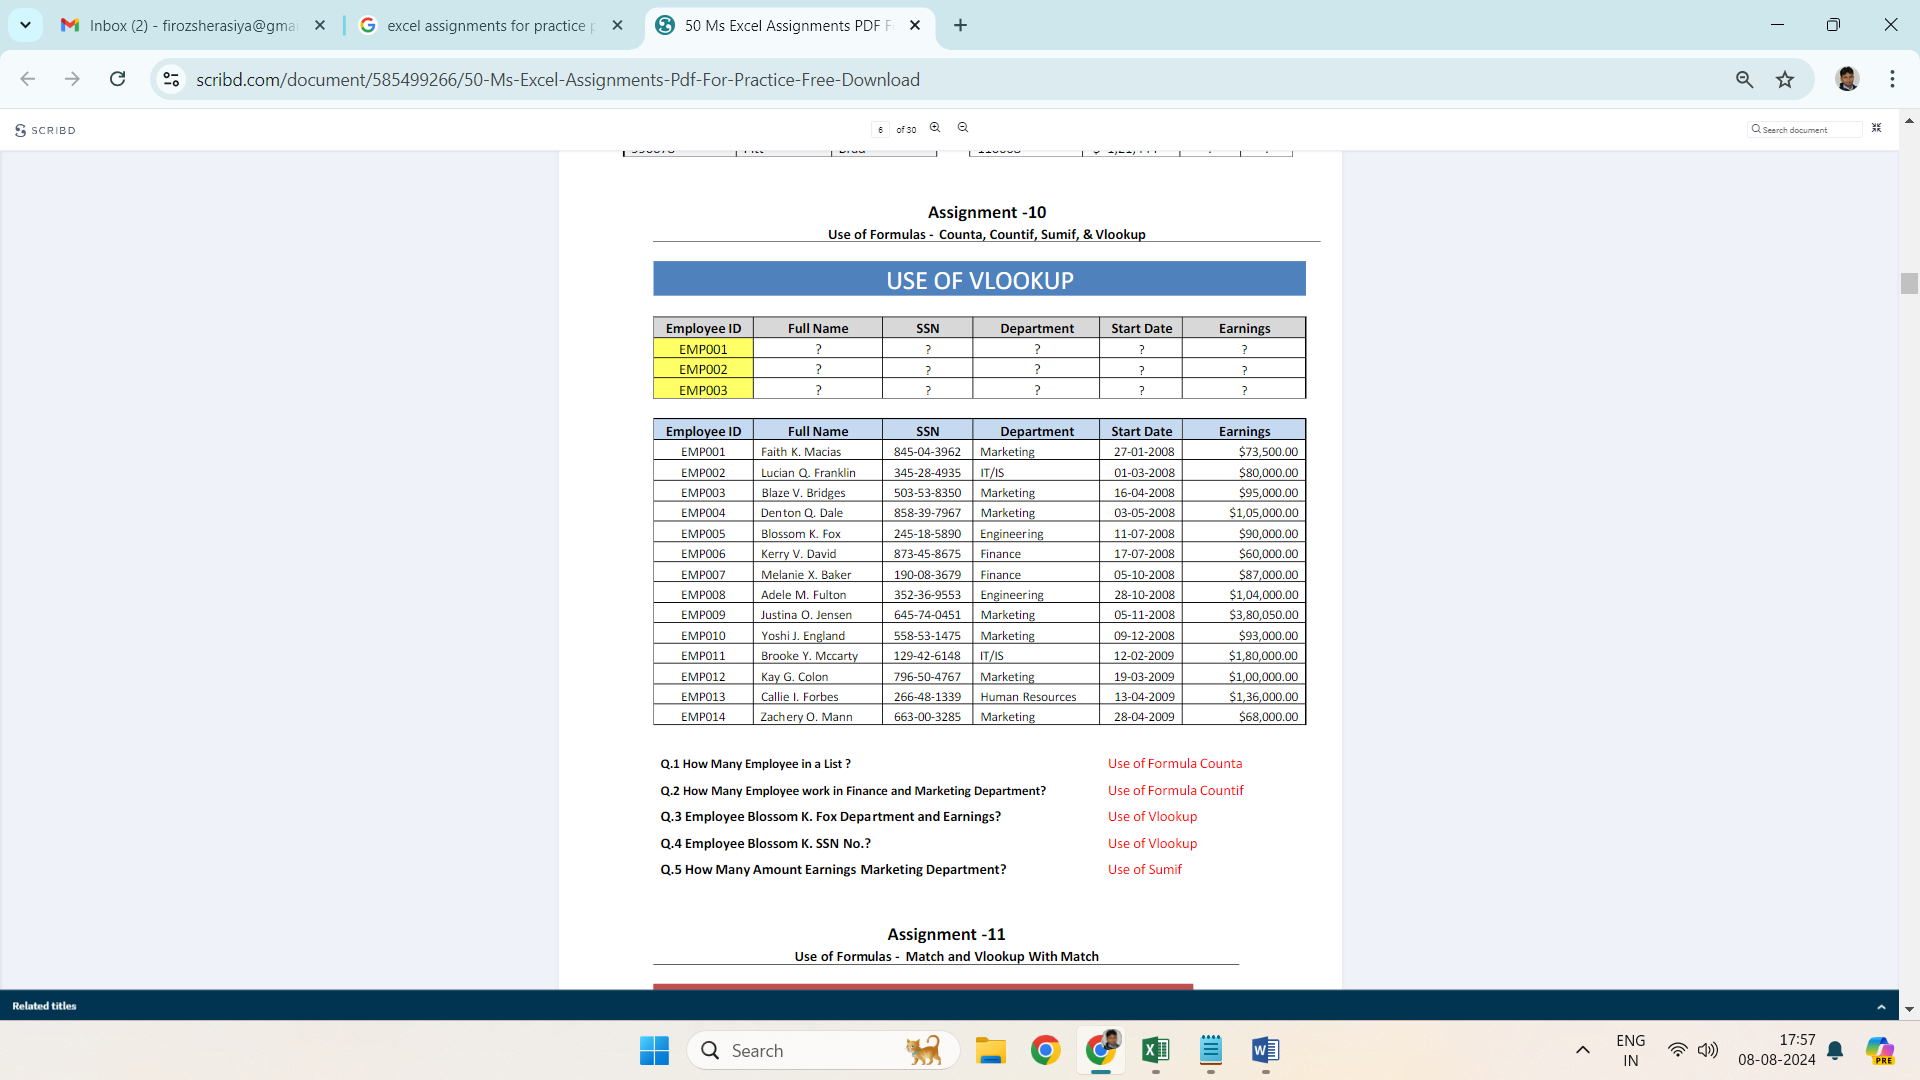 Inbox (2) - firozsherasiya@gma
excel assignments for practice p
50 Ms Excel Assignments PDF F
scribd.com/document/585499266/50-Ms-Excel-Assignments-Pdf-For-Practice-Free-Download
SCRIBD
6 of 30
Search document
Assignment -10
Use of Formulas - Counta, Countif, Sumif, & Vlookup
USE OF VLOOKUP
Employee ID Full Name SSN Department Start Date Earnings
EMP001 ? ? ? ? ?
EMP002 ? ? ? ? ?
EMP003 ? ? ? ? ?
Employee ID Full Name SSN Department Start Date Earnings
EMP001 Faith K. Macias 845-04-3962 Marketing 27-01-2008 $73,500.00
EMP002 Lucian Q. Franklin 345-28-4935 IT/IS 01-03-2008 $80,000.00
EMP003 Blaze V. Bridges 503-53-8350 Marketing 16-04-2008 $95,000.00
EMP004 Denton Q. Dale 858-39-7967 Marketing 03-05-2008 $1,05,000.00
EMP005 Blossom K. Fox 245-18-5890 Engineering 11-07-2008 $90,000.00
EMP006 Kerry V. David 873-45-8675 Finance 17-07-2008 $60,000.00
EMP007 Melanie X. Baker 190-08-3679 Finance 05-10-2008 $87,000.00
EMP008 Adele M. Fulton 352-36-9553 Engineering 28-10-2008 $1,04,000.00
EMP009 Justina O. Jensen 645-74-0451 Marketing 05-11-2008 $3,80,050.00
EMP010 Yoshi J. England 558-53-1475 Marketing 09-12-2008 $93,000.00
EMP011 Brooke Y. Mccarty 129-42-6148 IT/IS 12-02-2009 $1,80,000.00
EMP012 Kay G. Colon 796-50-4767 Marketing 19-03-2009 $1,00,000.00
EMP013 Callie I. Forbes 266-48-1339 Human Resources 13-04-2009 $1,36,000.00
EMP014 Zachery O. Mann 663-00-3285 Marketing 28-04-2009 $68,000.00
Q.1 How Many Employee in a List ? Use of Formula Counta
Q.2 How Many Employee work in Finance and Marketing Department? Use of Formula Countif
Q.3 Employee Blossom K. Fox Department and Earnings? Use of Vlookup
Q.4 Employee Blossom K. SSN No.? Use of Vlookup
Q.5 How Many Amount Earnings Marketing Department? Use of Sumif
Assignment -11
Use of Formulas - Match and Vlookup With Match
Related titles
Search
ENG
IN
17:57
08-08-2024
PRE